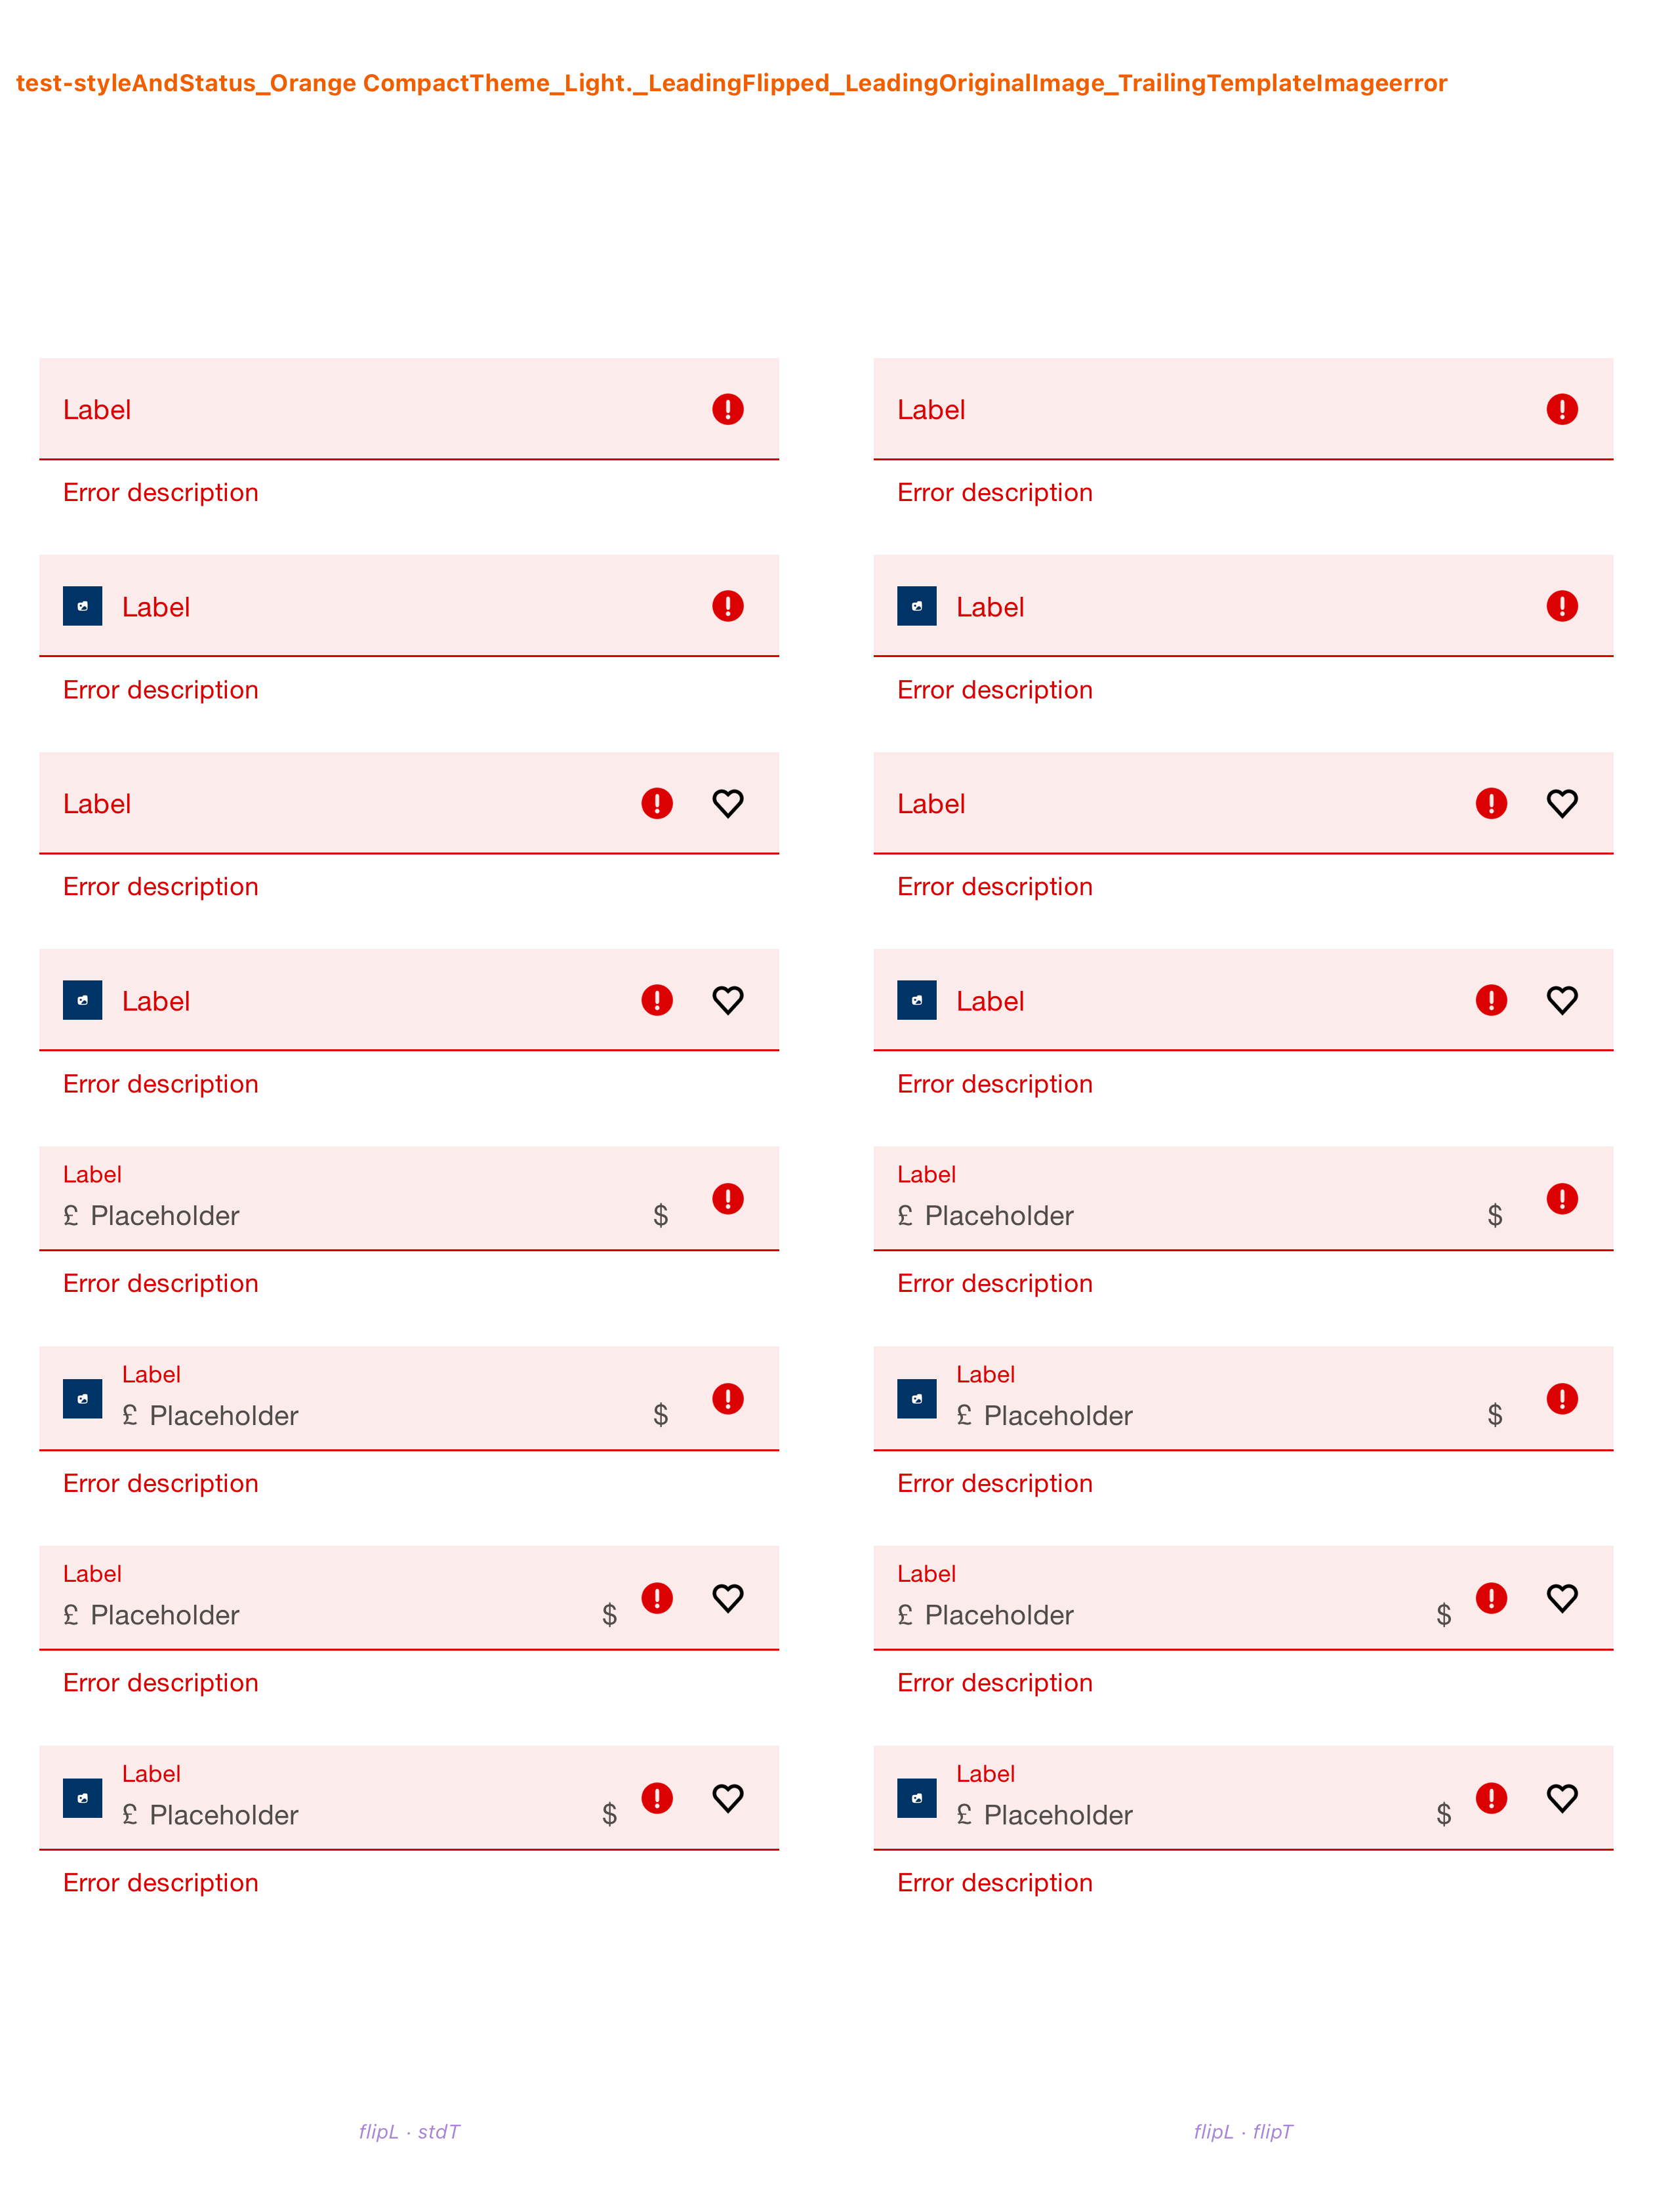 test-styleAndStatus_Orange CompactTheme_Light._LeadingFlipped_LeadingOriginalImage_TrailingTemplateImageerror
Label
Error description
Label
Error description
Label
Error description
Label
Error description
Label
£ Placeholder $
Error description
Label
£ Placeholder $
Error description
Label
£ Placeholder $
Error description
Label
£ Placeholder $
Error description
flipL · stdT
Label
Error description
Label
Error description
Label
Error description
Label
Error description
Label
£ Placeholder $
Error description
Label
£ Placeholder $
Error description
Label
£ Placeholder $
Error description
Label
£ Placeholder $
Error description
flipL · flipT